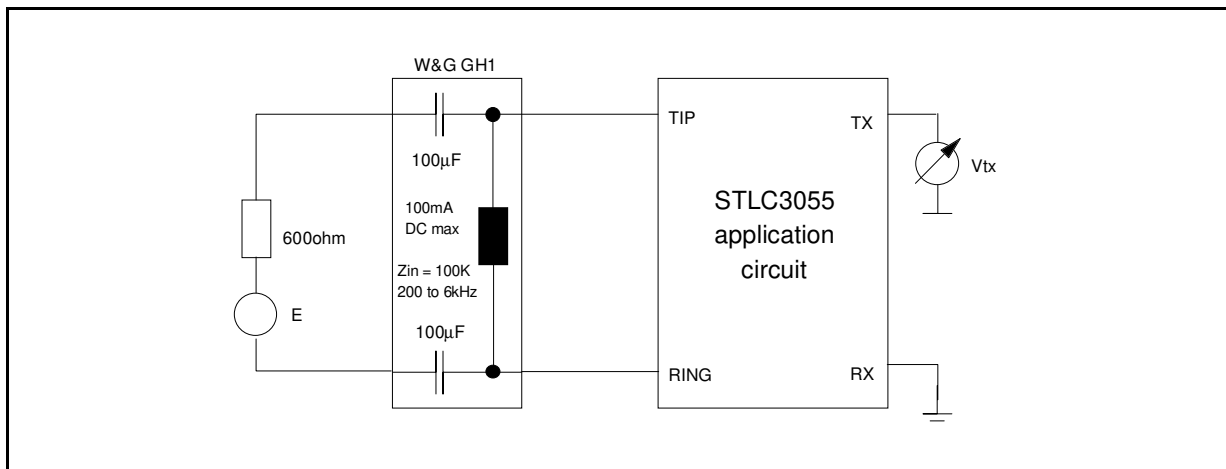 W&G GH1
TIP
TX
100μF
Vtx
100mA
DC max
STLC3055
application
circuit
600ohm
Zin = 100K
200 to 6kHz
E
100μF
RING
RX